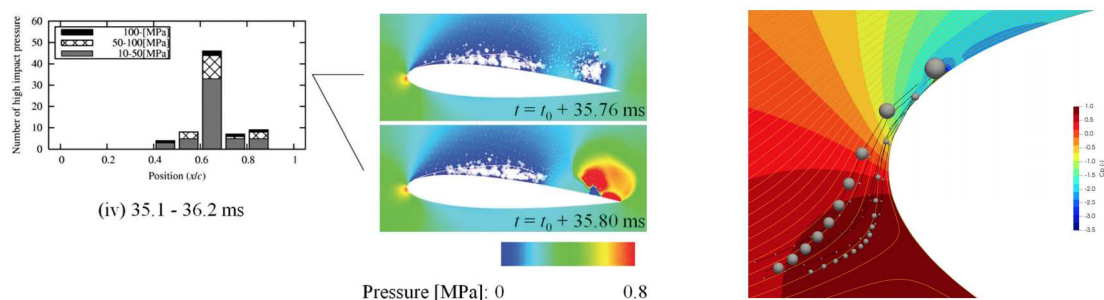 60
50
40
30
20
10
0
Number of high impact pressure
100-[MPa]
50-100[MPa]
10-50[MPa]
0 0.2 0.4 0.6 0.8 1
Position (x/c)
(iv) 35.1 - 36.2 ms
t = t0 + 35.76 ms
t = t0 + 35.80 ms
Pressure [MPa]: 0 0.8
1.0
0.5
0.0
-0.5
-1.0
-1.5
-2.0
-2.5
-3.0
-3.5
Cp [-]